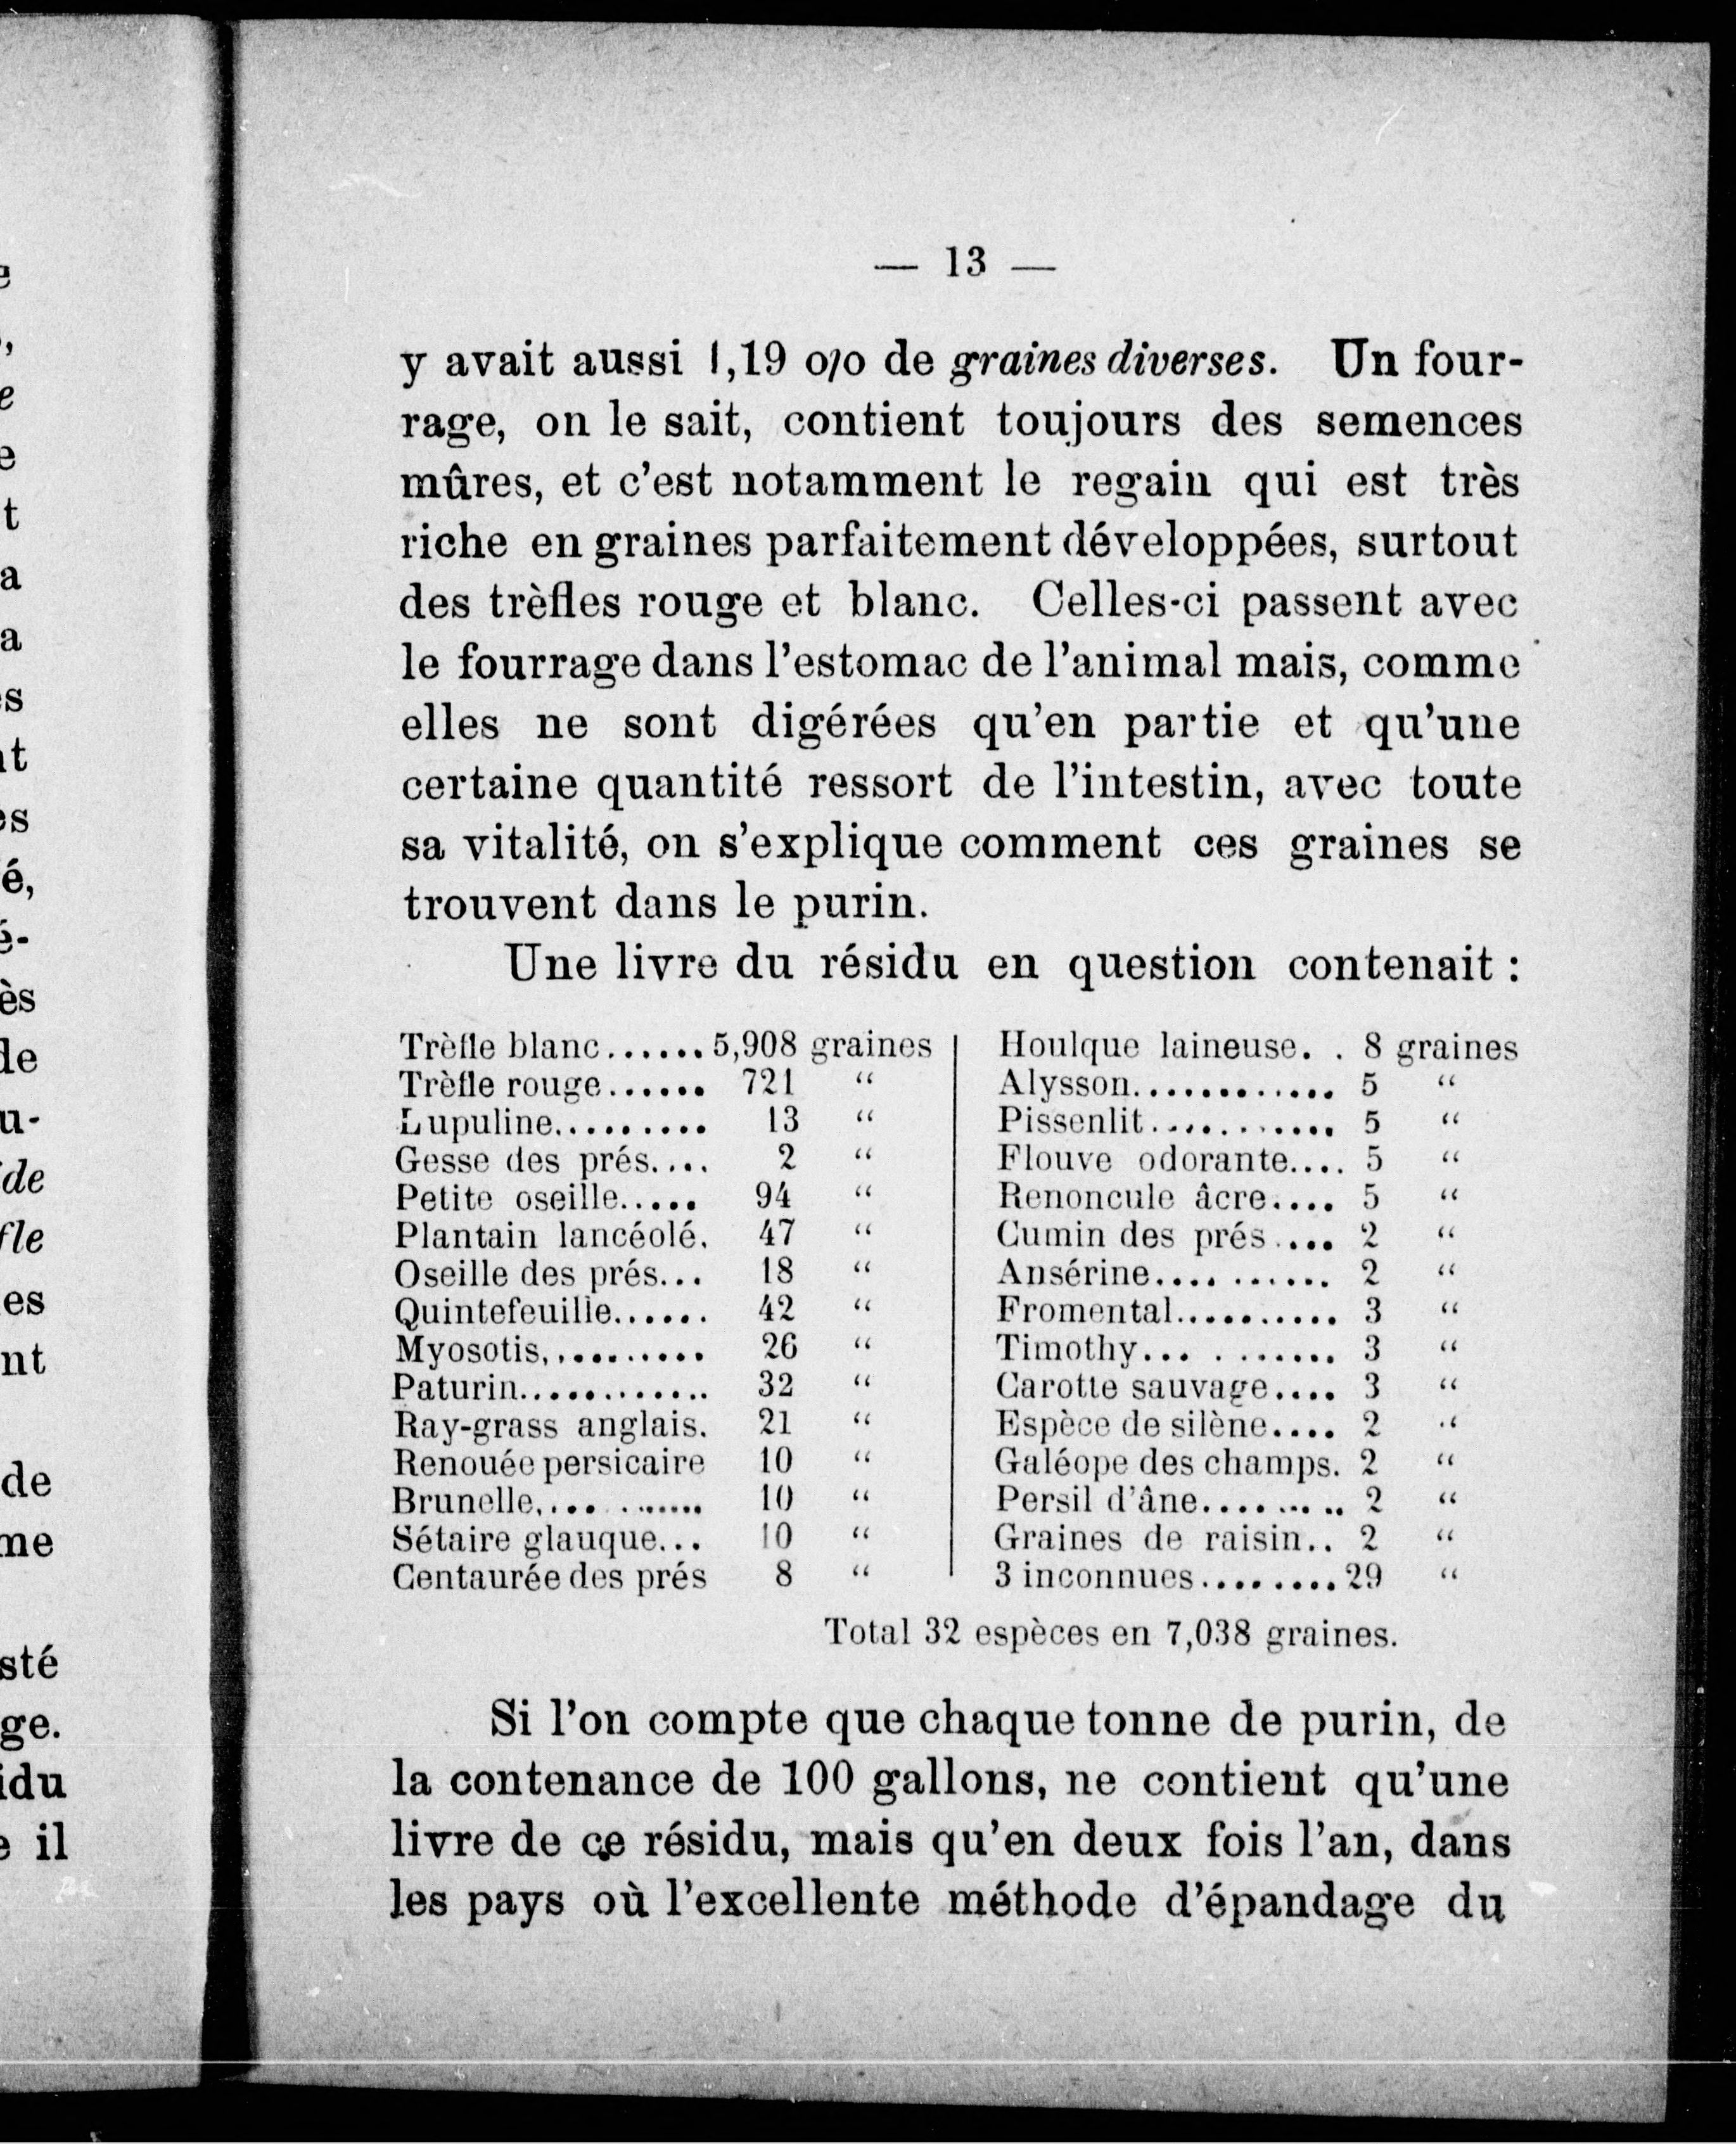 — 13 —
y avait aussi 1,19 o/o de graines diverses. Un four-
rage, on le sait, contient toujours des semences
mûres, et c'est notamment le regain qui est très
riche en graines parfaitement développées, surtout
des trèfles rouge et blanc. Celles-ci passent avec
le fourrage dans l'estomac de l'animal mais, comme
elles ne sont digérées qu'en partie et qu'une
certaine quantité ressort de l'intestin, avec toute
sa vitalité, on s'explique comment ces graines se
trouvent dans le purin.
Une livre du résidu en question contenait :
Trèfle blanc...... 5,908 graines
Trèfle rouge...... 721 “
Lupuline.......... 13 “
Gesse des prés.... 2 “
Petite oseille..... 94 “
Plantain lancéolé. 47 “
Oseille des prés... 18 “
Quintefeuille...... 42 “
Myosotis........... 26 “
Paturin............ 32 “
Ray-grass anglais. 21 “
Renouée persicaire 10 “
Brunelle.... ...... 10 “
Sétaire glauque... 10 “
Centaurée des prés 8 “
Houlque laineuse. . 8 graines
Alysson............ 5 “
Pissenlit........... 5 “
Flouve odorante.... 5 “
Renoncule âcre.... 5 “
Cumin des prés.... 2 “
Ansérine.... ...... 2 “
Fromental.......... 3 “
Timothy... . ...... 3 “
Carotte sauvage.... 3 “
Espèce de silène.... 2 “
Galéope des champs. 2 “
Persil d'âne.... ... .. 2 “
Graines de raisin.. 2 “
3 inconnues......... 29 “
Total 32 espèces en 7,038 graines.
Si l'on compte que chaque tonne de purin, de
la contenance de 100 gallons, ne contient qu'une
livre de ce résidu, mais qu'en deux fois l'an, dans
les pays où l'excellente méthode d'épandage du